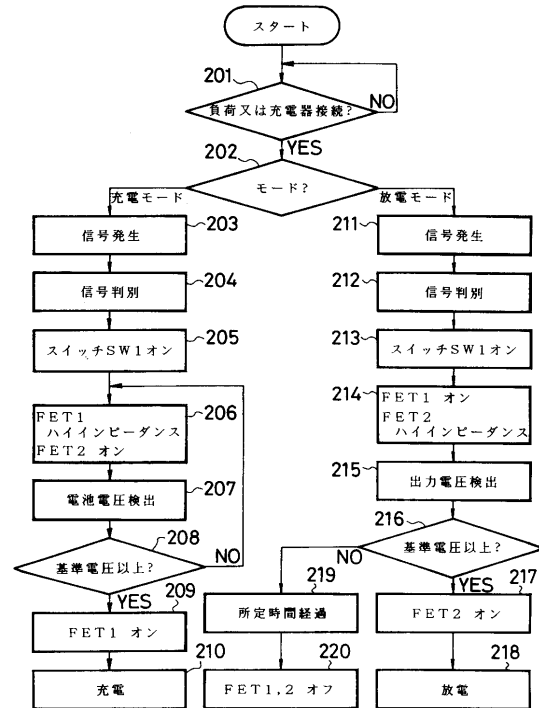 スタート
201
負荷又は充電器接続?
NO
YES
202
モード?
充電モード
放電モード
信号発生
203
信号判別
204
スイッチSW1オン
205
FET1
ハイインピーダンス
FET2 オン
206
電池電圧検出
207
208
基準電圧以上?
NO
YES
209
FET1 オン
210
充電
211
信号発生
212
信号判別
213
スイッチSW1オン
214
FET1 オン
FET2
ハイインピーダンス
215
出力電圧検出
216
基準電圧以上?
NO
YES
217
FET2 オン
218
放電
219
所定時間経過
220
FET1,2 オフ